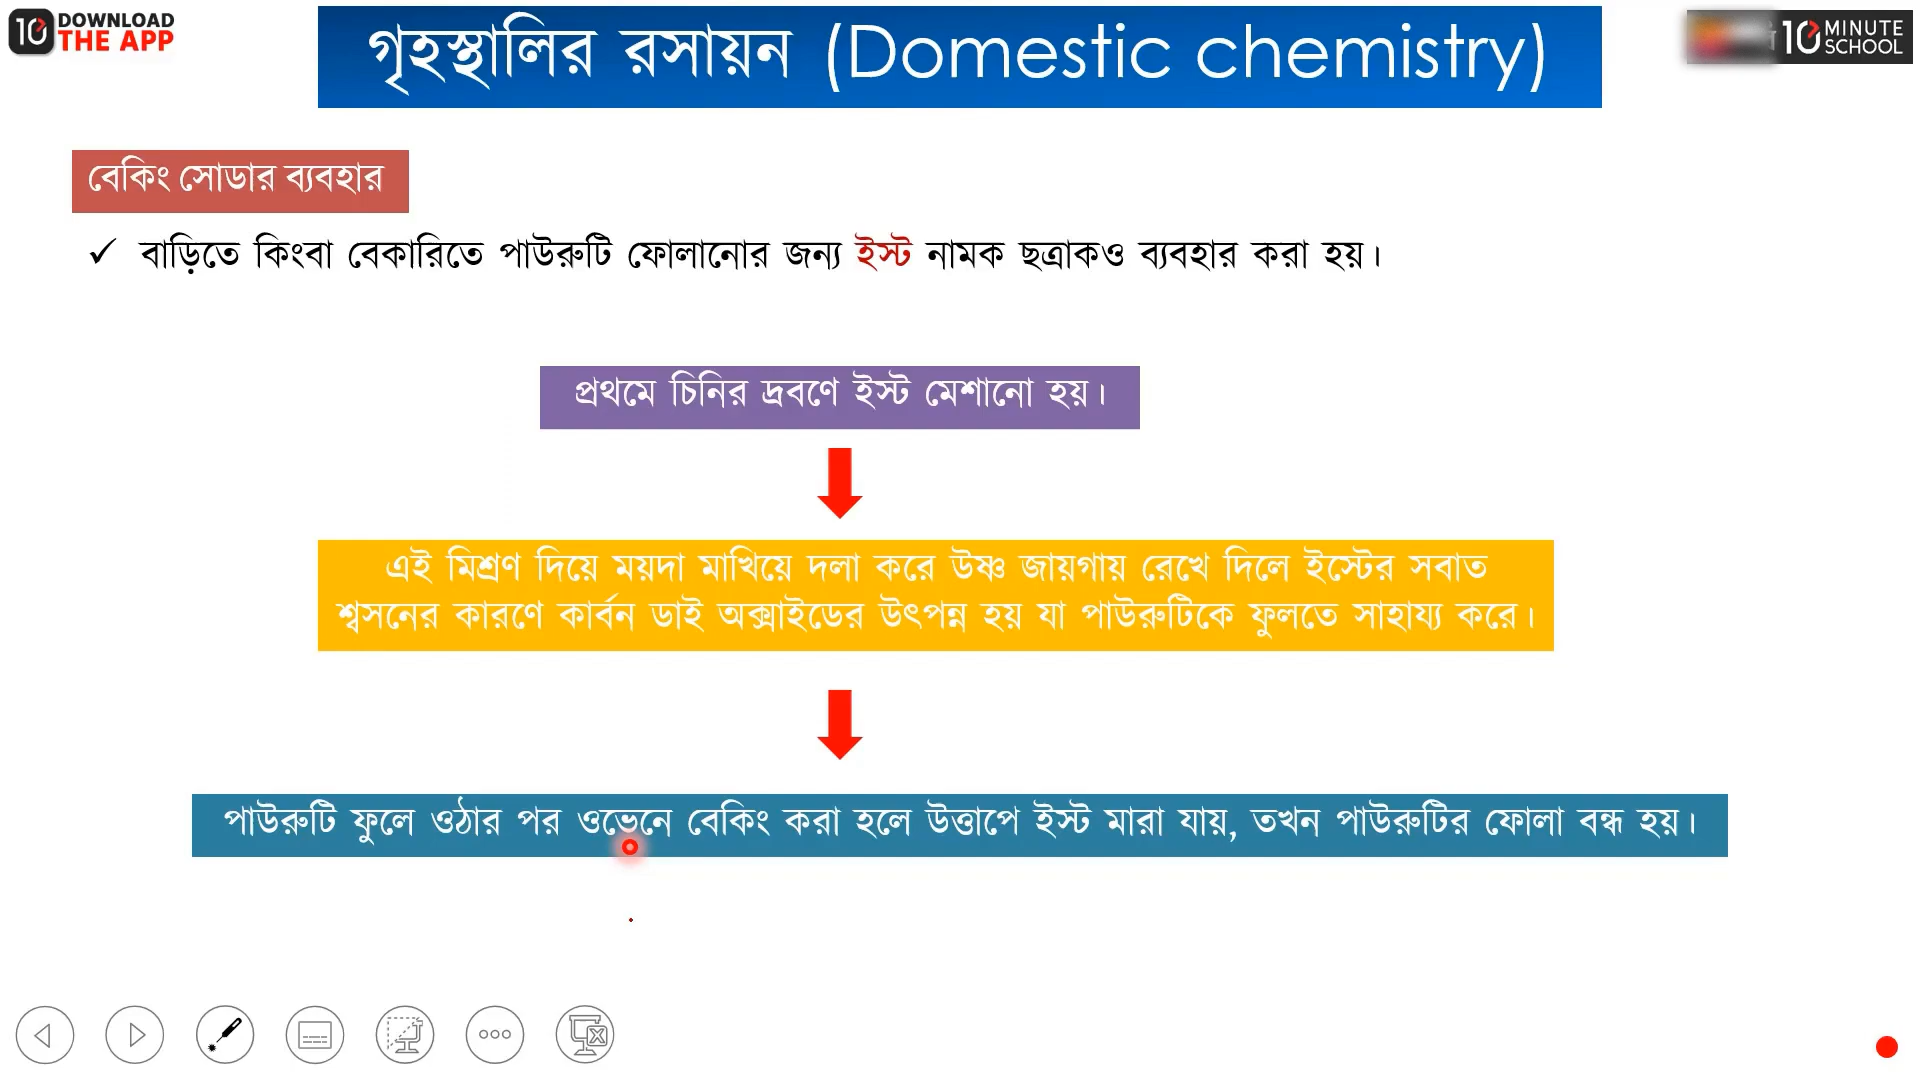 10 DOWNLOAD
THE APP
গৃহস্থালির রসায়ন (Domestic chemistry)
10 MINUTE
SCHOOL
বেকিং সোডার ব্যবহার
✓ বাড়িতে কিংবা বেকারিতে পাউরুটি ফোলানোর জন্য ইস্ট নামক ছত্রাকও ব্যবহার করা হয়।
প্রথমে চিনির দ্রবণে ইস্ট মেশানো হয়।
এই মিশ্রণ দিয়ে ময়দা মাখিয়ে দলা করে উষ্ণ জায়গায় রেখে দিলে ইস্টের সবাত
শ্বসনের কারণে কার্বন ডাই অক্সাইডের উৎপন্ন হয় যা পাউরুটিকে ফুলতে সাহায্য করে।
পাউরুটি ফুলে ওঠার পর ওভেনে বেকিং করা হলে উত্তাপে ইস্ট মারা যায়, তখন পাউরুটির ফোলা বন্ধ হয়।